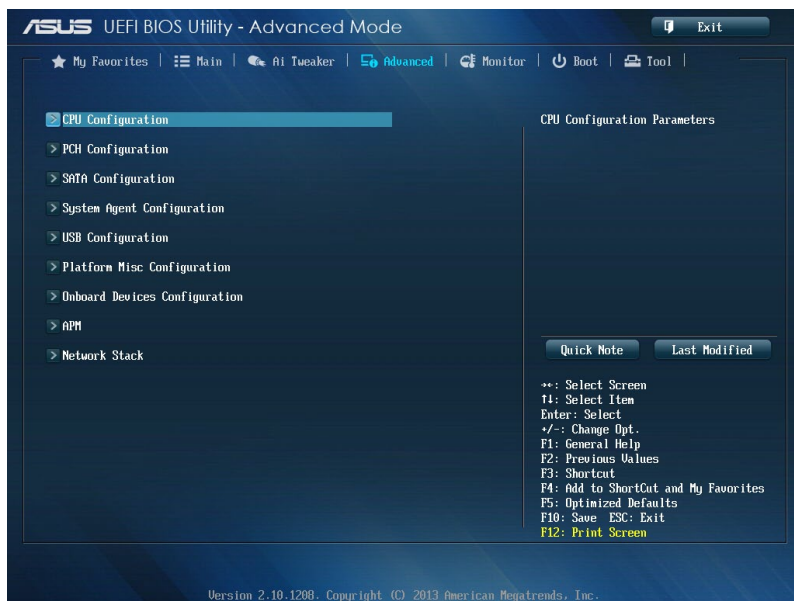 ASUS UEFI BIOS Utility - Advanced Mode
Exit
My Favorites | Main | Ai Tweaker | Advanced | Monitor | Boot | Tool |
> CPU Configuration
CPU Configuration Parameters
> PCH Configuration
> SATA Configuration
> System Agent Configuration
> USB Configuration
> Platform Misc Configuration
> Onboard Devices Configuration
> APM
> Network Stack
Quick Note
Last Modified
→←: Select Screen
↑↓: Select Item
Enter: Select
+/-: Change Opt.
F1: General Help
F2: Previous Values
F3: Shortcut
F4: Add to ShortCut and My Favorites
F5: Optimized Defaults
F10: Save ESC: Exit
F12: Print Screen
Version 2.10.1208. Copyright (C) 2013 American Megatrends, Inc.